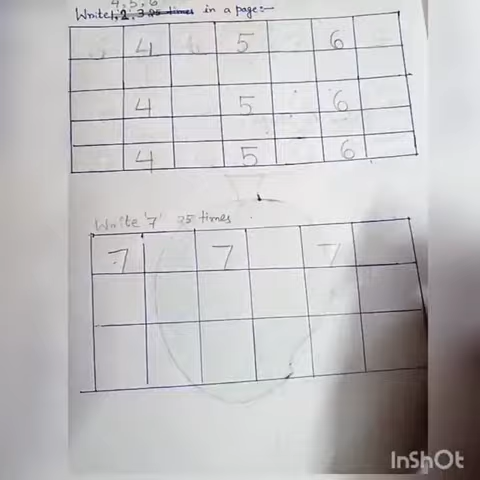 4, 5, 6
Write 1, 2, 3 25 times in a page:-
4 5 6
4 5 6
4 5 6
Write '7' 25 times
7 7 7
InShOt